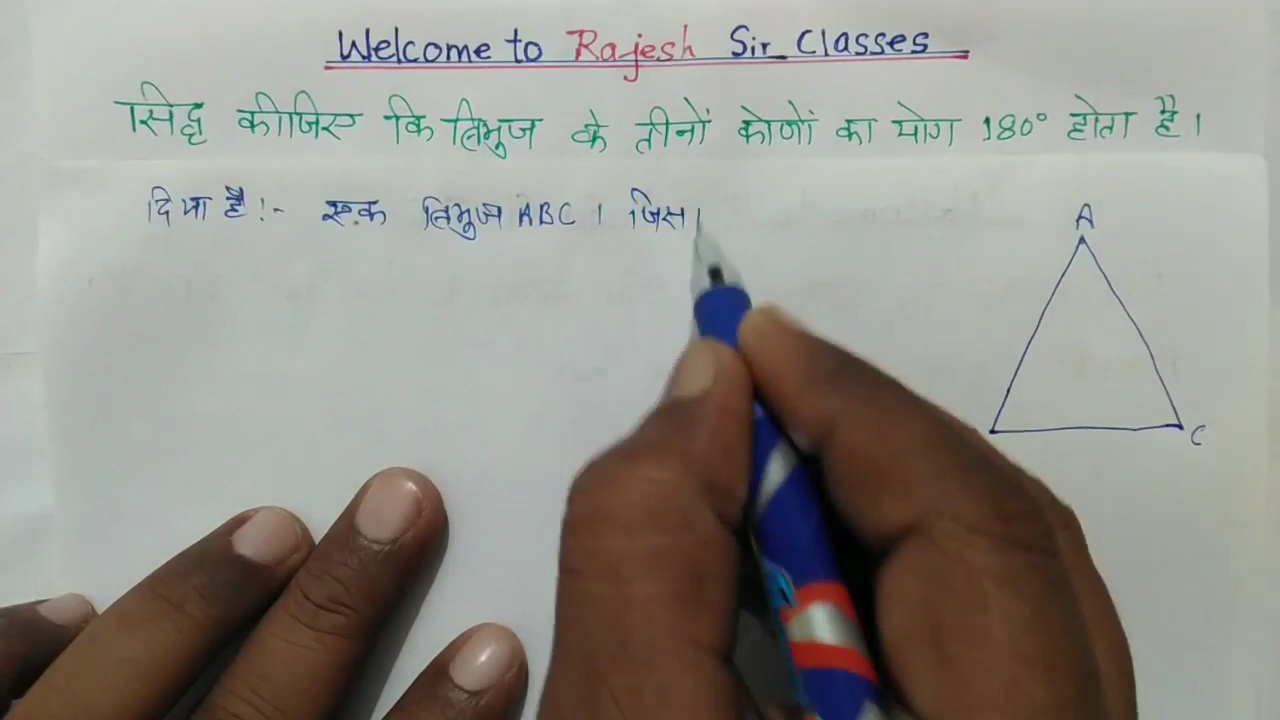 Welcome to Rajesh Sir Classes
सिद्ध कीजिए कि त्रिभुज के तीनों कोणों का योग 180° होता है।
दिया है:- एक त्रिभुज ABC । जिस
A
C